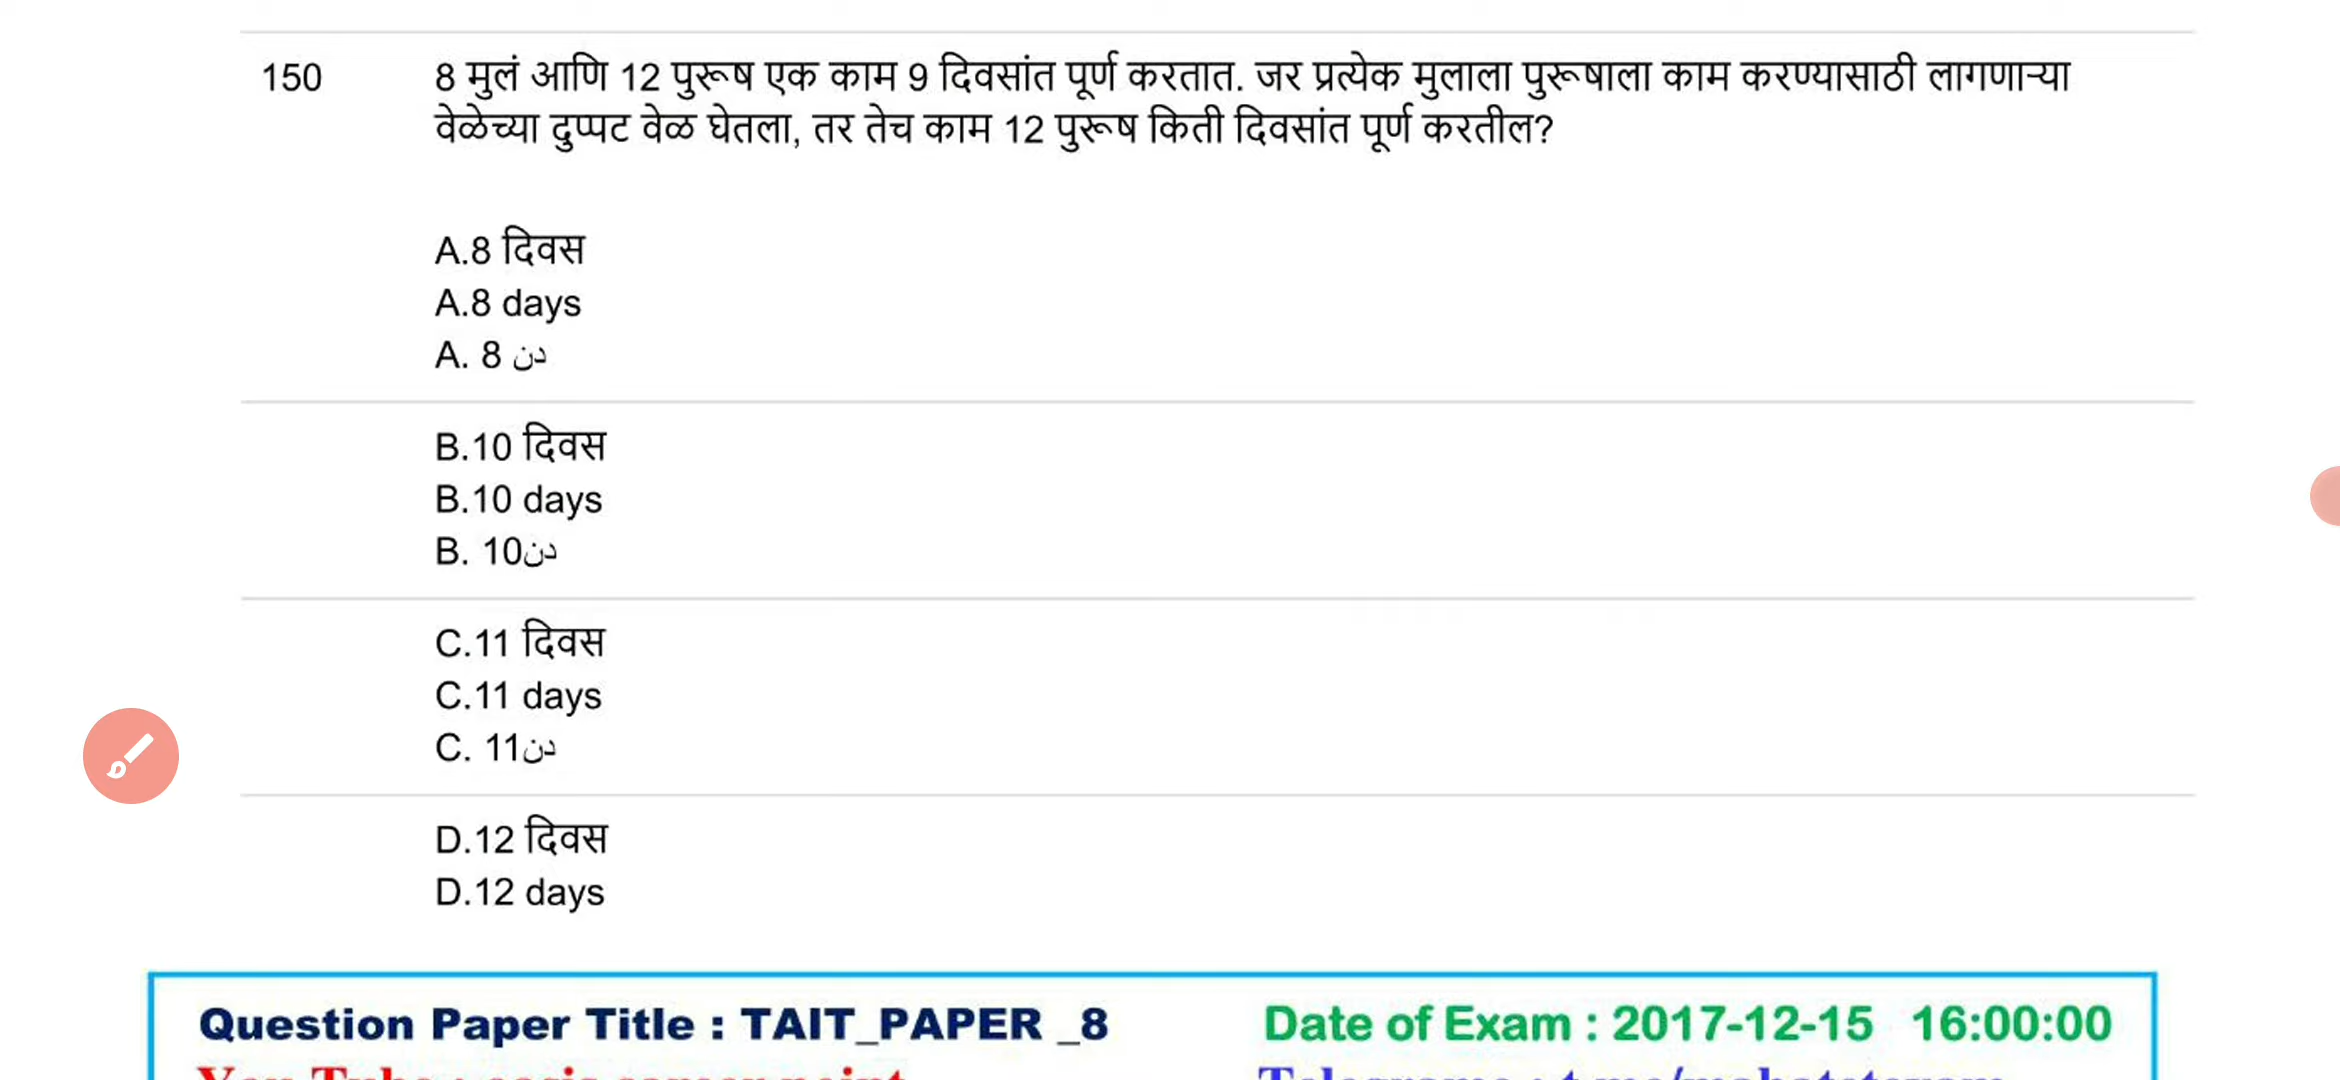 150
8 मुलं आणि 12 पुरूष एक काम 9 दिवसांत पूर्ण करतात. जर प्रत्येक मुलाला पुरूषाला काम करण्यासाठी लागणाऱ्या
वेळेच्या दुप्पट वेळ घेतला, तर तेच काम 12 पुरूष किती दिवसांत पूर्ण करतील?
A.8 दिवस
A.8 days
A. 8 دن
B.10 दिवस
B.10 days
B. 10دن
C.11 दिवस
C.11 days
C. 11دن
D.12 दिवस
D.12 days
Question Paper Title : TAIT_PAPER _8
Date of Exam : 2017-12-15 16:00:00